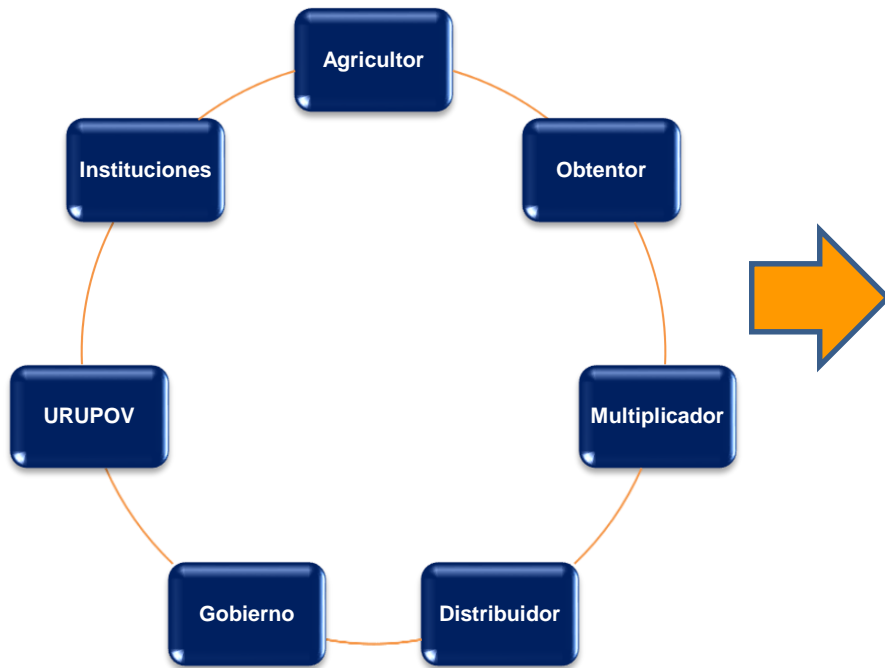 Agricultor
Obtentor
Multiplicador
Distribuidor
Gobierno
URUPOV
Instituciones